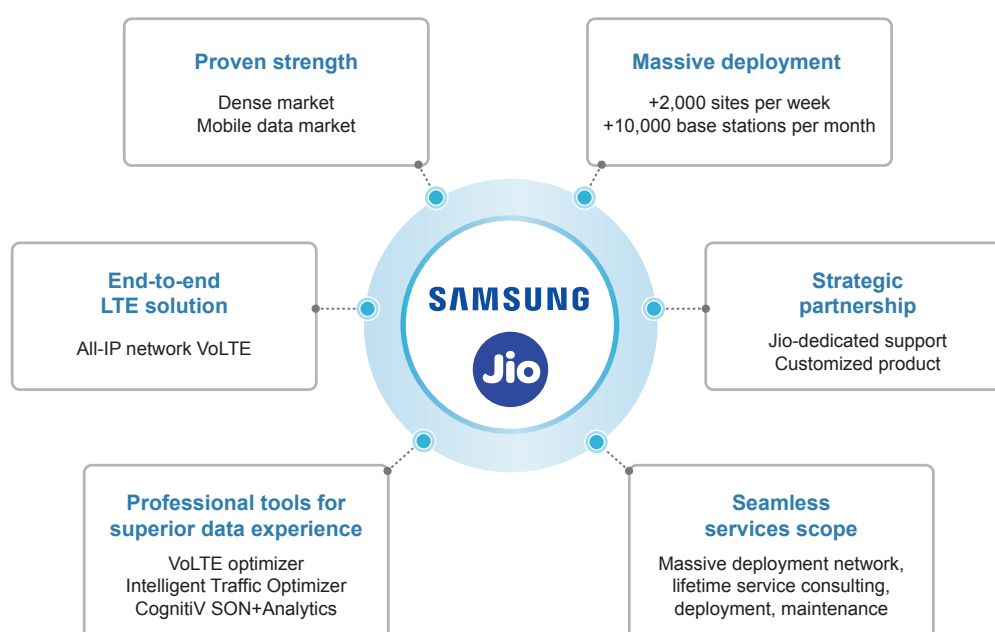 Proven strength
Dense market
Mobile data market
Massive deployment
+2,000 sites per week
+10,000 base stations per month
End-to-end
LTE solution
All-IP network VoLTE
SAMSUNG
Jio
Strategic
partnership
Jio-dedicated support
Customized product
Professional tools for
superior data experience
VoLTE optimizer
Intelligent Traffic Optimizer
CognitiV SON+Analytics
Seamless
services scope
Massive deployment network,
lifetime service consulting,
deployment, maintenance